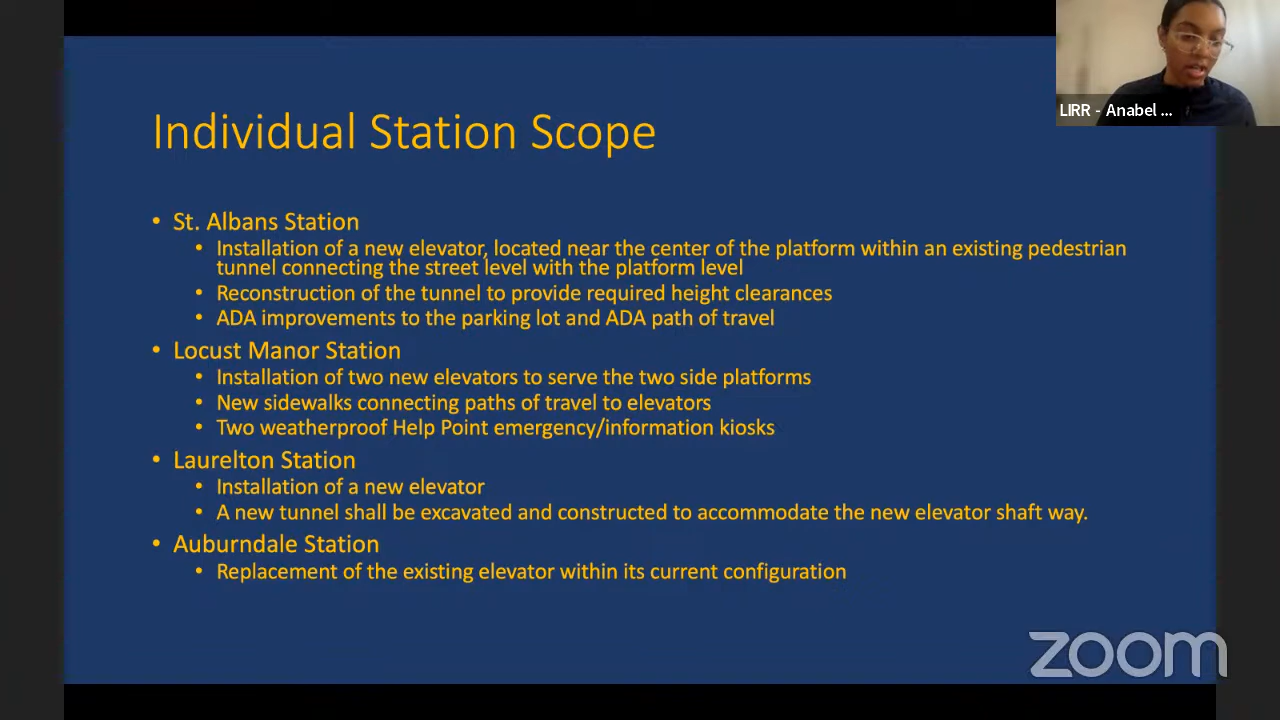 LIRR - Anabel ...
Individual Station Scope
• St. Albans Station
• Installation of a new elevator, located near the center of the platform within an existing pedestrian
tunnel connecting the street level with the platform level
• Reconstruction of the tunnel to provide required height clearances
• ADA improvements to the parking lot and ADA path of travel
• Locust Manor Station
• Installation of two new elevators to serve the two side platforms
• New sidewalks connecting paths of travel to elevators
• Two weatherproof Help Point emergency/information kiosks
• Laurelton Station
• Installation of a new elevator
• A new tunnel shall be excavated and constructed to accommodate the new elevator shaft way.
• Auburndale Station
• Replacement of the existing elevator within its current configuration
zoom